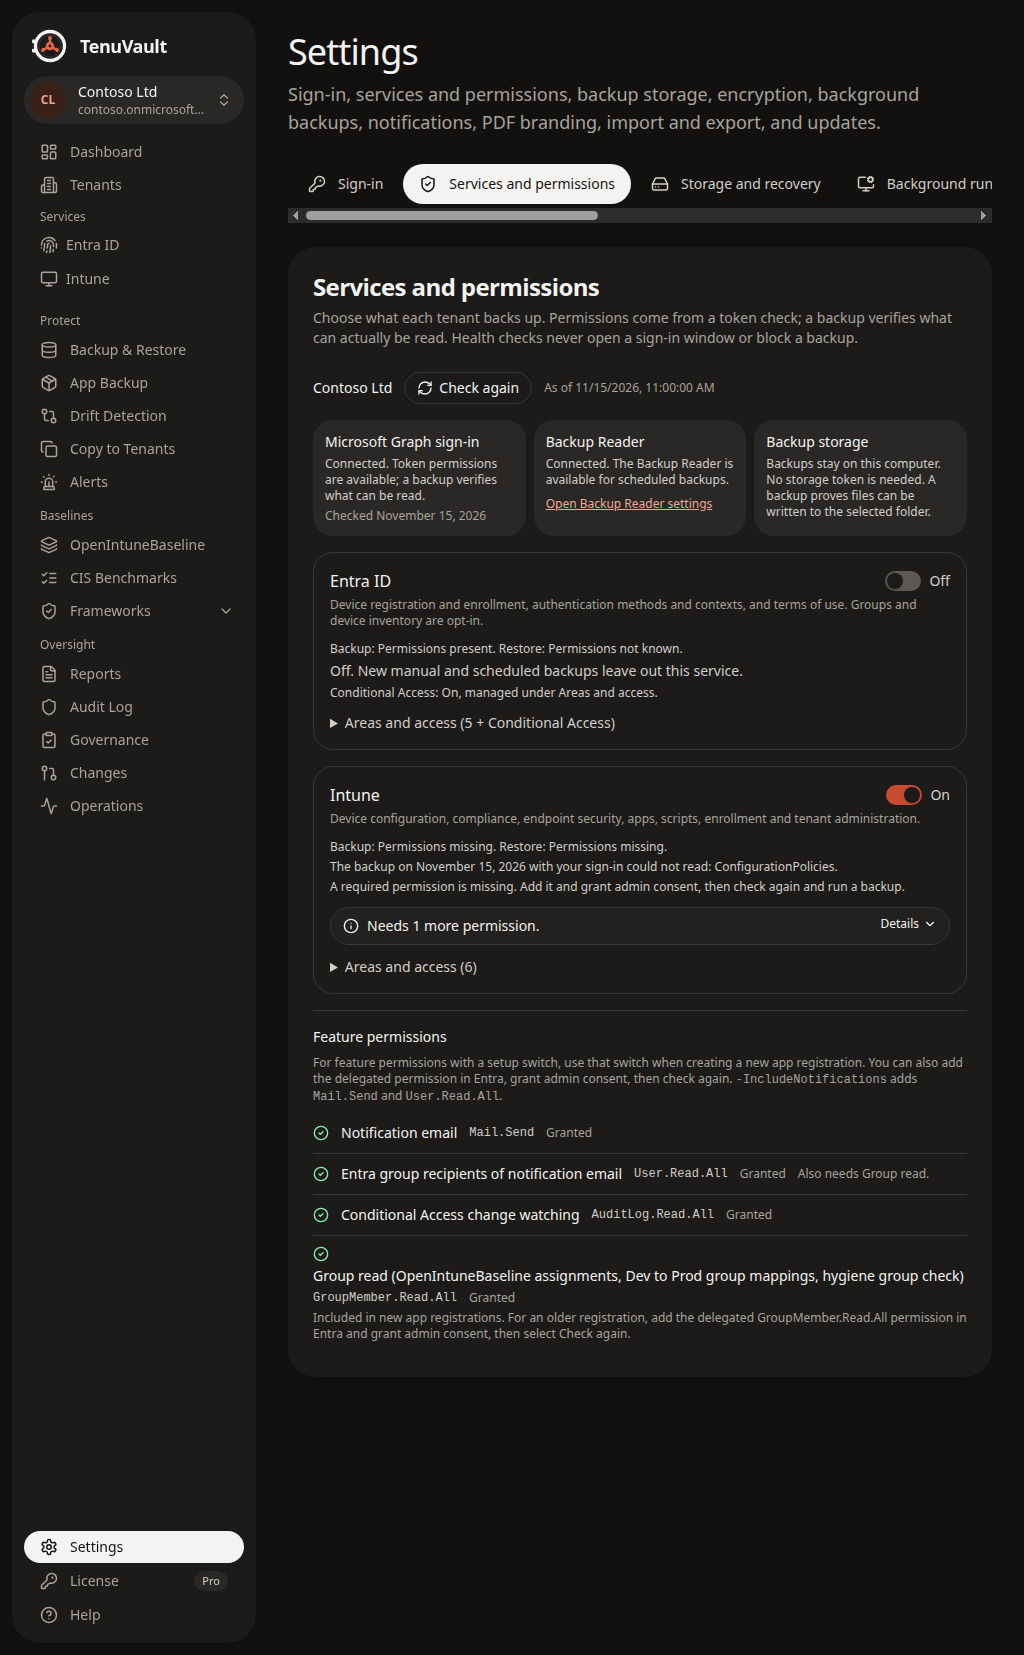 TenuVault
CL
Contoso Ltd
contoso.onmicrosoft...
Dashboard
Tenants
Services
Entra ID
Intune
Protect
Backup & Restore
App Backup
Drift Detection
Copy to Tenants
Alerts
Baselines
OpenIntuneBaseline
CIS Benchmarks
Frameworks
Oversight
Reports
Audit Log
Governance
Changes
Operations
Settings
License
Pro
Help
Settings
Sign-in, services and permissions, backup storage, encryption, background
backups, notifications, PDF branding, import and export, and updates.
Sign-in
Services and permissions
Storage and recovery
Background run
Services and permissions
Choose what each tenant backs up. Permissions come from a token check; a backup verifies what
can actually be read. Health checks never open a sign-in window or block a backup.
Contoso Ltd
Check again
As of 11/15/2026, 11:00:00 AM
Microsoft Graph sign-in
Connected. Token permissions
are available; a backup verifies
what can be read.
Checked November 15, 2026
Backup Reader
Connected. The Backup Reader is
available for scheduled backups.
Open Backup Reader settings
Backup storage
Backups stay on this computer.
No storage token is needed. A
backup proves files can be
written to the selected folder.
Entra ID
Off
Device registration and enrollment, authentication methods and contexts, and terms of use. Groups and
device inventory are opt-in.
Backup: Permissions present. Restore: Permissions not known.
Off. New manual and scheduled backups leave out this service.
Conditional Access: On, managed under Areas and access.
Areas and access (5 + Conditional Access)
Intune
On
Device configuration, compliance, endpoint security, apps, scripts, enrollment and tenant administration.
Backup: Permissions missing. Restore: Permissions missing.
The backup on November 15, 2026 with your sign-in could not read: ConfigurationPolicies.
A required permission is missing. Add it and grant admin consent, then check again and run a backup.
Needs 1 more permission.
Details
Areas and access (6)
Feature permissions
For feature permissions with a setup switch, use that switch when creating a new app registration. You can also add
the delegated permission in Entra, grant admin consent, then check again. -IncludeNotifications adds
Mail.Send and User.Read.All.
Notification email Mail.Send Granted
Entra group recipients of notification email User.Read.All Granted Also needs Group read.
Conditional Access change watching AuditLog.Read.All Granted
Group read (OpenIntuneBaseline assignments, Dev to Prod group mappings, hygiene group check)
GroupMember.Read.All Granted
Included in new app registrations. For an older registration, add the delegated GroupMember.Read.All permission in
Entra and grant admin consent, then select Check again.